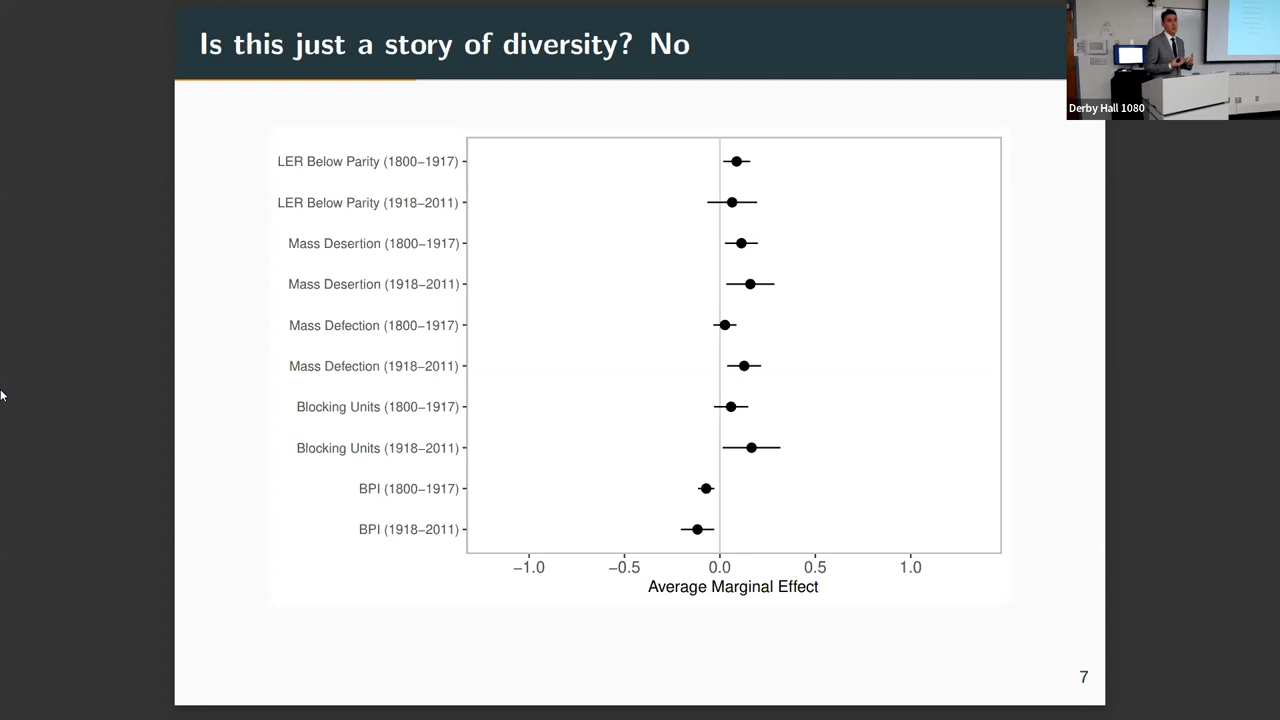 Is this just a story of diversity? No
Derby Hall 1080
LER Below Parity (1800−1917)
LER Below Parity (1918−2011)
Mass Desertion (1800−1917)
Mass Desertion (1918−2011)
Mass Defection (1800−1917)
Mass Defection (1918−2011)
Blocking Units (1800−1917)
Blocking Units (1918−2011)
BPI (1800−1917)
BPI (1918−2011)
−1.0 −0.5 0.0 0.5 1.0
Average Marginal Effect
7